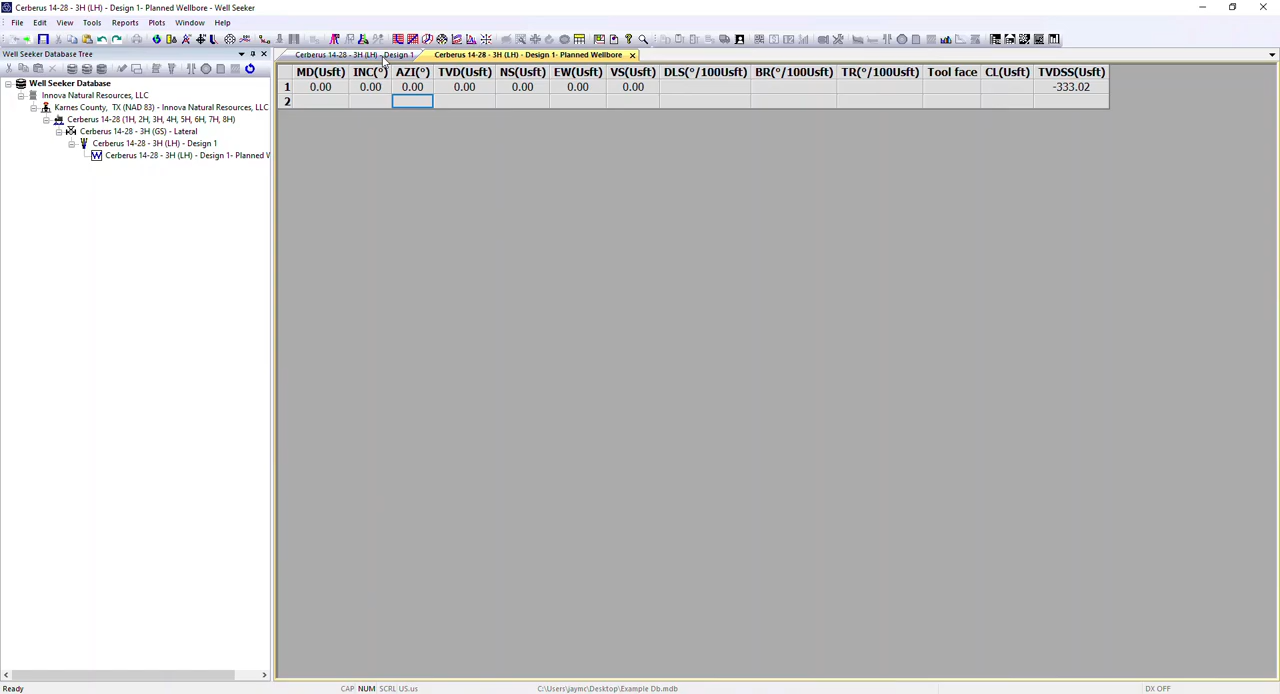 Cerberus 14-28 - 3H (LH) - Design 1- Planned Wellbore - Well Seeker
File Edit View Tools Reports Plots Window Help
Well Seeker Database Tree
Well Seeker Database
Innova Natural Resources, LLC
Karnes County, TX (NAD 83) - Innova Natural Resources, LLC
Cerberus 14-28 (1H, 2H, 3H, 4H, 5H, 6H, 7H, 8H)
Cerberus 14-28 - 3H (GS) - Lateral
Cerberus 14-28 - 3H (LH) - Design 1
Cerberus 14-28 - 3H (LH) - Design 1- Planned W
Cerberus 14-28 - 3H (LH) - Design 1 Cerberus 14-28 - 3H (LH) - Design 1- Planned Wellbore
MD(Usft) INC(°) AZI(°) TVD(Usft) NS(Usft) EW(Usft) VS(Usft) DLS(°/100Usft) BR(°/100Usft) TR(°/100Usft) Tool face CL(Usft) TVDSS(Usft)
1 0.00 0.00 0.00 0.00 0.00 0.00 0.00 -333.02
2
Ready CAP NUM SCRL US.us C:\Users\jaymc\Desktop\Example Db.mdb DX OFF